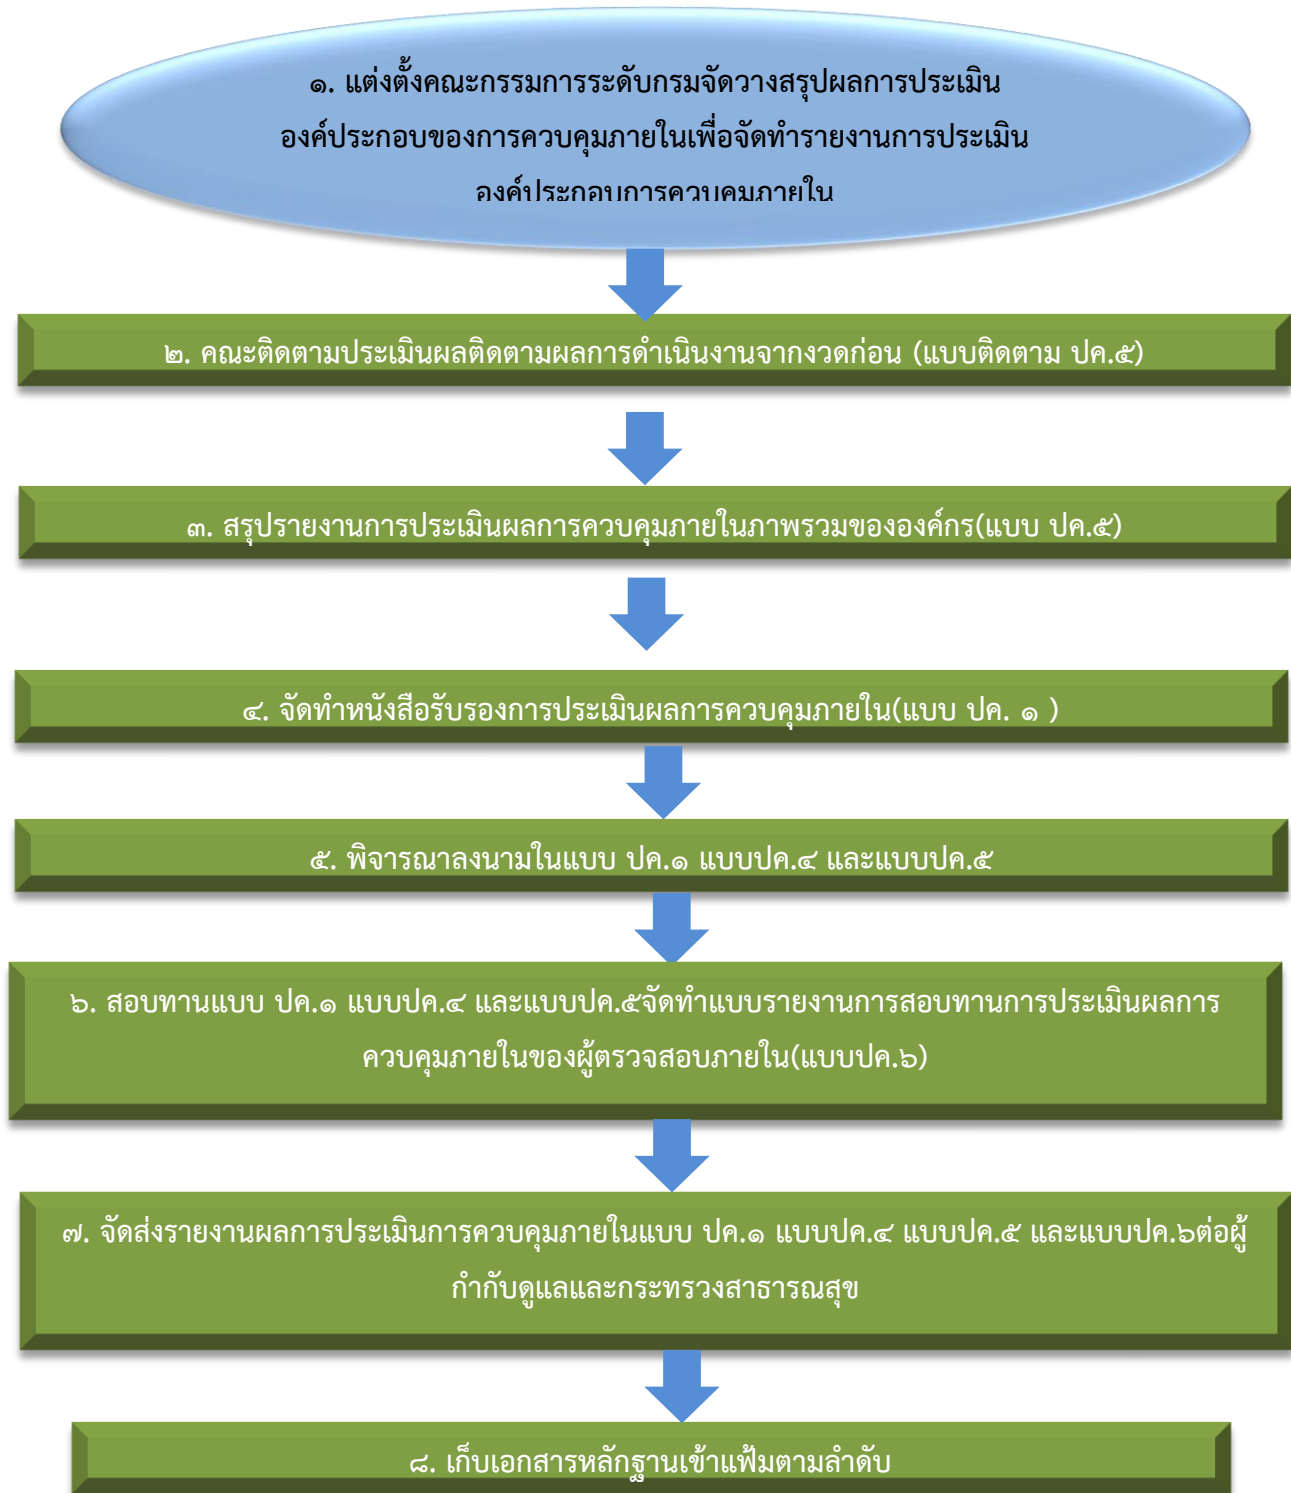 ๑. แต่งตั้งคณะกรรมการระดับกรมจัดวางสรุปผลการประเมิน
องค์ประกอบของการควบคุมภายในเพื่อจัดทำรายงานการประเมิน
องค์ประกอบการควบคุมภายใน
๒. คณะติดตามประเมินผลติดตามผลการดำเนินงานจากงวดก่อน (แบบติดตาม ปค.๕)
๓. สรุปรายงานการประเมินผลการควบคุมภายในภาพรวมขององค์กร(แบบ ปค.๕)
๔. จัดทำหนังสือรับรองการประเมินผลการควบคุมภายใน(แบบ ปค. ๑ )
๕. พิจารณาลงนามในแบบ ปค.๑ แบบปค.๔ และแบบปค.๕
๖. สอบทานแบบ ปค.๑ แบบปค.๔ และแบบปค.๕จัดทำแบบรายงานการสอบทานการประเมินผลการ
ควบคุมภายในของผู้ตรวจสอบภายใน(แบบปค.๖)
๗. จัดส่งรายงานผลการประเมินการควบคุมภายในแบบ ปค.๑ แบบปค.๔ แบบปค.๕ และแบบปค.๖ต่อผู้
กำกับดูแลและกระทรวงสาธารณสุข
๘. เก็บเอกสารหลักฐานเข้าแฟ้มตามลำดับ